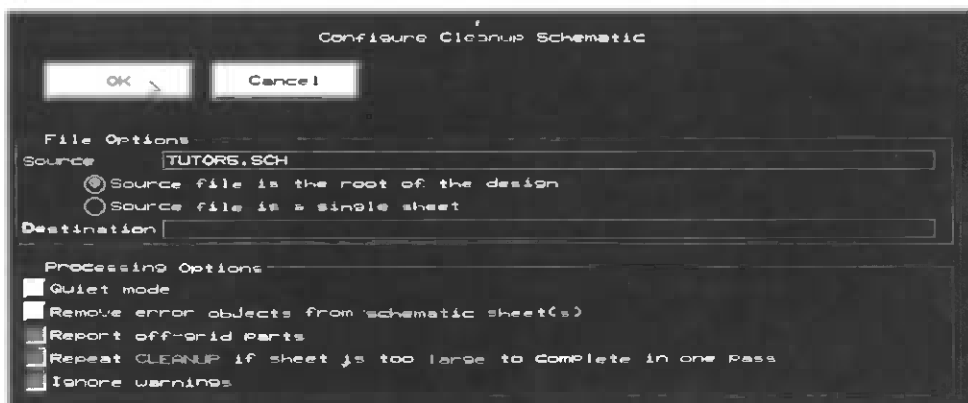 Configure Cleanup Schematic
OK Cancel
File Options
Source TUTOR5.SCH
Source file is the root of the design
Source file is a single sheet
Destination
Processing Options
Quiet mode
Remove error objects from schematic sheet(s)
Report off-grid parts
Repeat CLEANUP if sheet is too large to complete in one pass
Ignore warnings